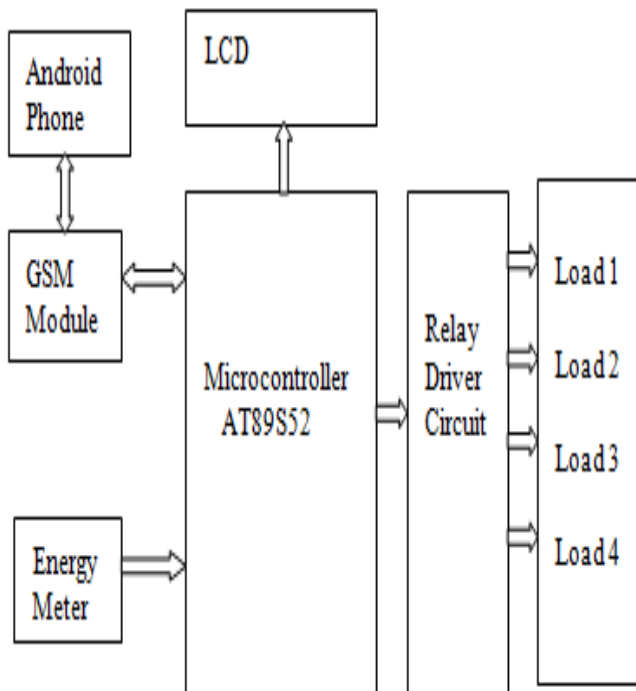 Android
Phone
LCD
GSM
Module
Microcontroller
AT89S52
Relay
Driver
Circuit
Load 1
Load 2
Load 3
Load 4
Energy
Meter